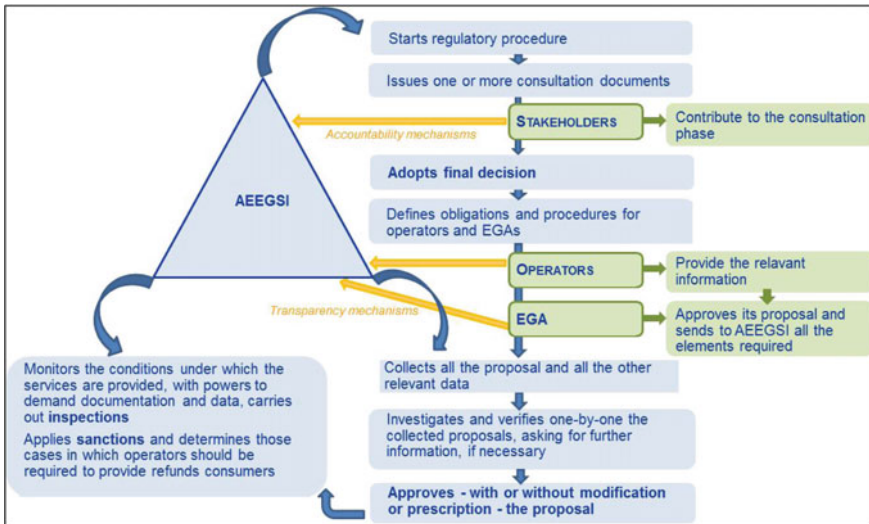 Starts regulatory procedure
Issues one or more consultation documents
STAKEHOLDERS
Contribute to the consultation
phase
Accountability mechanisms
Adopts final decision
AEEGSI
Defines obligations and procedures for
operators and EGAs
OPERATORS
Provide the relevant
information
Transparency mechanisms
EGA
Approves its proposal and
sends to AEEGSI all the
elements required
Monitors the conditions under which the
services are provided, with powers to
demand documentation and data, carries
out inspections
Applies sanctions and determines those
cases in which operators should be
required to provide refunds consumers
Collects all the proposal and all the other
relevant data
Investigates and verifies one-by-one the
collected proposals, asking for further
information, if necessary
Approves - with or without modification
or prescription - the proposal